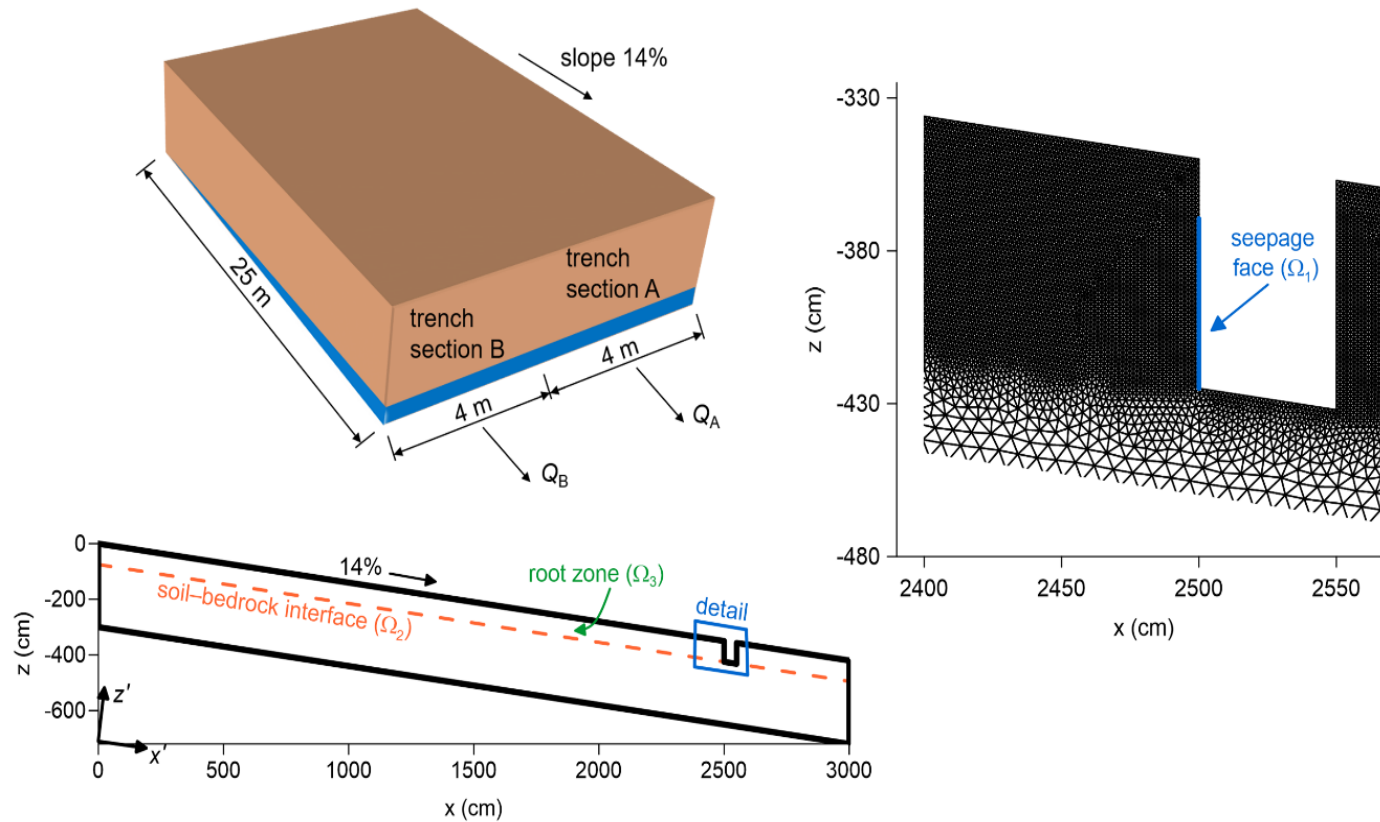 slope 14%
25 m
trench
section A
trench
section B
4 m
4 m
Q_A
Q_B
-330
-380
-430
-480
z (cm)
seepage
face (Ω₁)
2400
2450
2500
2550
x (cm)
0
-200
-400
-600
z (cm)
14%
soil–bedrock interface (Ω₂)
root zone (Ω₃)
detail
z'
x'
0
500
1000
1500
2000
2500
3000
x (cm)